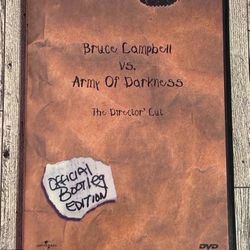 Bruce Campbell
vs.
Army Of Darkness
The Director' Cut
OFFICIAL
Bootleg
EDITION
DVD